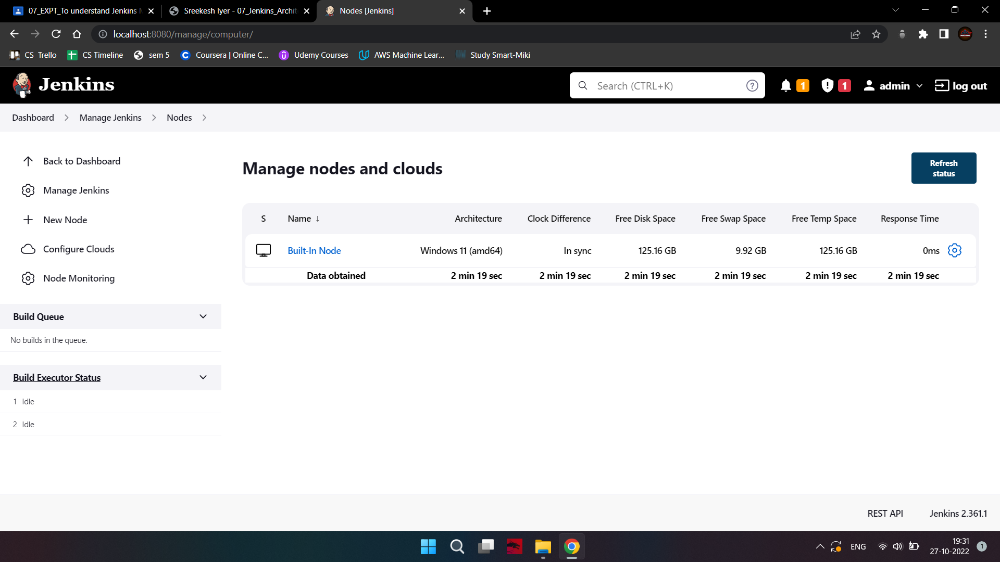 07_EXPT_To understand Jenkins
Sreekesh Iyer - 07_Jenkins_Archit
Nodes [Jenkins]
localhost:8080/manage/computer/
CS Trello
CS Timeline
sem 5
Coursera | Online C...
Udemy Courses
AWS Machine Lear...
Study Smart-Miki
Jenkins
Search (CTRL+K)
1
1
admin
log out
Dashboard
Manage Jenkins
Nodes
Back to Dashboard
Manage Jenkins
New Node
Configure Clouds
Node Monitoring
Build Queue
No builds in the queue.
Build Executor Status
1 Idle
2 Idle
Manage nodes and clouds
Refresh
status
S Name ↓ Architecture Clock Difference Free Disk Space Free Swap Space Free Temp Space Response Time
Built-In Node Windows 11 (amd64) In sync 125.16 GB 9.92 GB 125.16 GB 0ms
Data obtained 2 min 19 sec 2 min 19 sec 2 min 19 sec 2 min 19 sec 2 min 19 sec 2 min 19 sec
REST API
Jenkins 2.361.1
ENG
19:31
27-10-2022
1